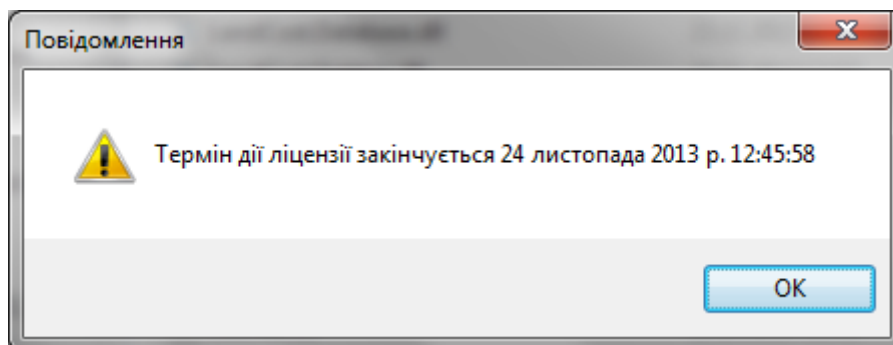 Повідомлення
Термін дії ліцензії закінчується 24 листопада 2013 р. 12:45:58
OK